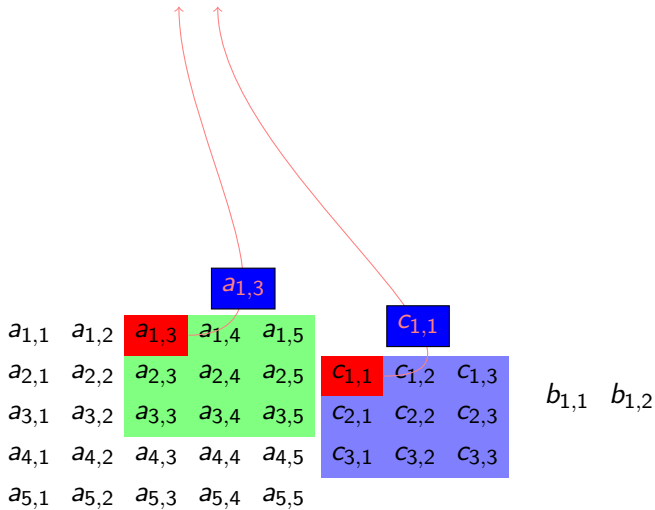 a1,3
c1,1
a1,1 a1,2 a1,3 a1,4 a1,5
a2,1 a2,2 a2,3 a2,4 a2,5
a3,1 a3,2 a3,3 a3,4 a3,5
a4,1 a4,2 a4,3 a4,4 a4,5
a5,1 a5,2 a5,3 a5,4 a5,5
c1,1 c1,2 c1,3
c2,1 c2,2 c2,3
c3,1 c3,2 c3,3
b1,1 b1,2